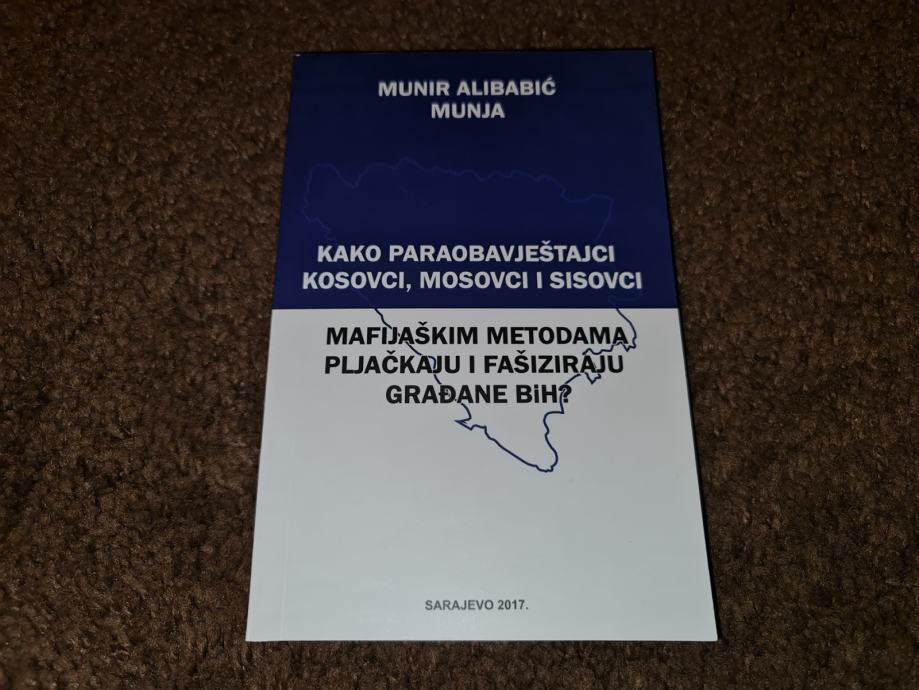 MUNIR ALIBABIĆ
MUNJA
KAKO PARAOBAVJEŠTAJCI
KOSOVCI, MOSOVCI I SISOVCI
MAFIJAŠKIM METODAMA
PLJAČKAJU I FAŠIZIRAJU
GRAĐANE BiH?
SARAJEVO 2017.